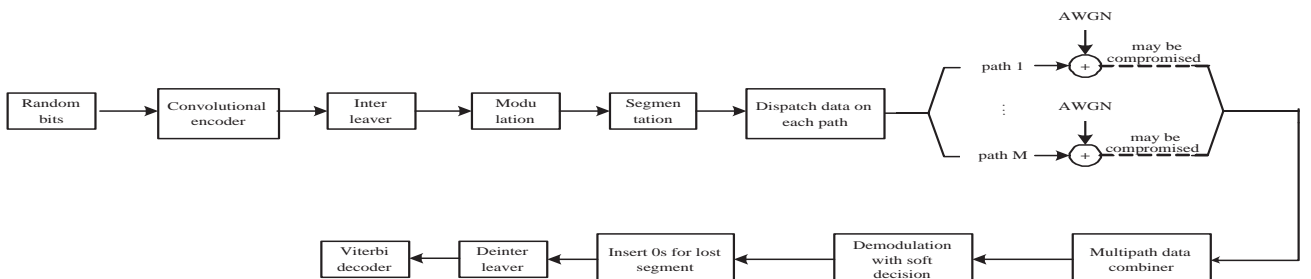 Random
bits
Convolutional
encoder
Inter
leaver
Modu
lation
Segmen
tation
Dispatch data on
each path
path 1
AWGN
+
may be
compromised
⋮
path M
AWGN
+
may be
compromised
Multipath data
combiner
Demodulation
with soft
decision
Insert 0s for lost
segment
Deinter
leaver
Viterbi
decoder